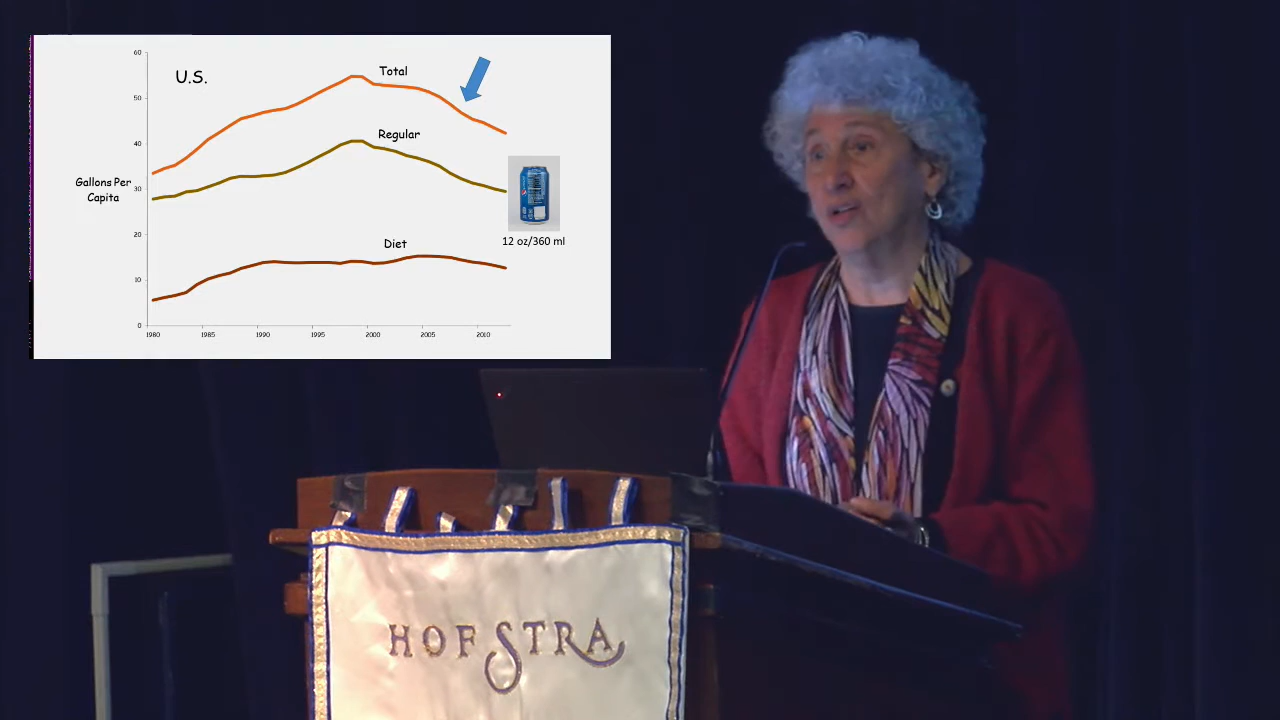 60
U.S.
Total
50
Regular
40
Gallons Per
Capita
30
20
12 oz/360 ml
Diet
10
0
1980
1985
1990
1995
2000
2005
2010
HOFSTRA